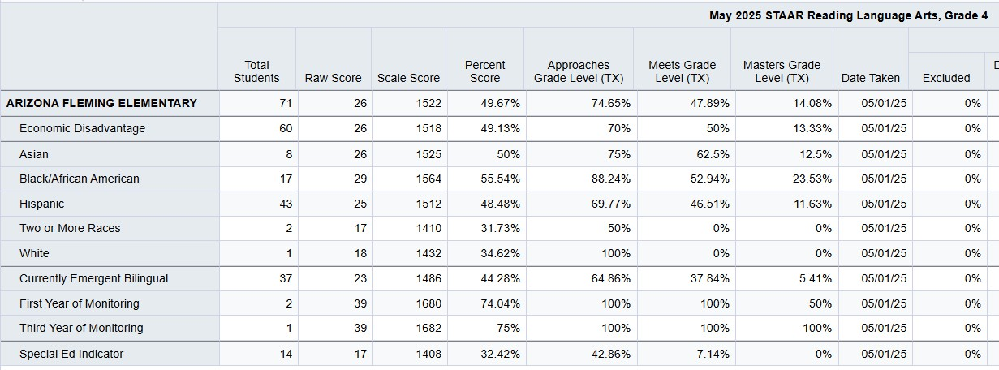 May 2025 STAAR Reading Language Arts, Grade 4
Total Students Raw Score Scale Score Percent Score Approaches Grade Level (TX) Meets Grade Level (TX) Masters Grade Level (TX) Date Taken Excluded D
ARIZONA FLEMING ELEMENTARY 71 26 1522 49.67% 74.65% 47.89% 14.08% 05/01/25 0%
Economic Disadvantage 60 26 1518 49.13% 70% 50% 13.33% 05/01/25 0%
Asian 8 26 1525 50% 75% 62.5% 12.5% 05/01/25 0%
Black/African American 17 29 1564 55.54% 88.24% 52.94% 23.53% 05/01/25 0%
Hispanic 43 25 1512 48.48% 69.77% 46.51% 11.63% 05/01/25 0%
Two or More Races 2 17 1410 31.73% 50% 0% 0% 05/01/25 0%
White 1 18 1432 34.62% 100% 0% 0% 05/01/25 0%
Currently Emergent Bilingual 37 23 1486 44.28% 64.86% 37.84% 5.41% 05/01/25 0%
First Year of Monitoring 2 39 1680 74.04% 100% 100% 50% 05/01/25 0%
Third Year of Monitoring 1 39 1682 75% 100% 100% 100% 05/01/25 0%
Special Ed Indicator 14 17 1408 32.42% 42.86% 7.14% 0% 05/01/25 0%